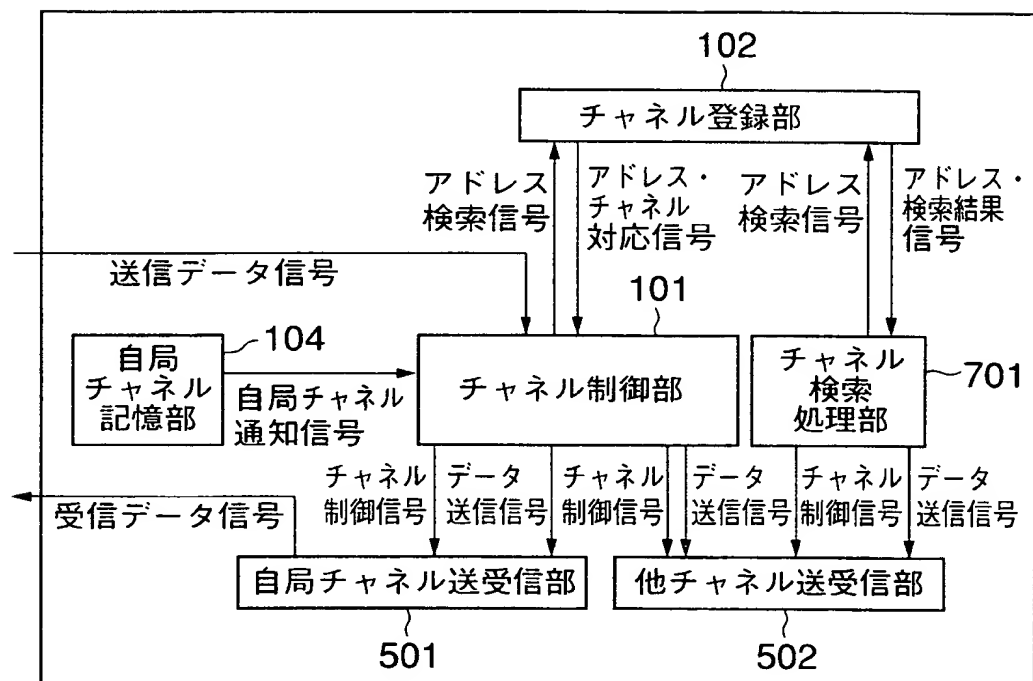 102
チャネル登録部
アドレス
検索信号
アドレス・
チャネル
対応信号
アドレス
検索信号
アドレス・
検索結果
信号
送信データ信号
101
104
自局
チャネル
記憶部
自局チャネル
通知信号
チャネル制御部
チャネル
検索
処理部
701
チャネル
制御信号
データ
送信信号
チャネル
制御信号
データ
送信信号
チャネル
制御信号
データ
送信信号
受信データ信号
自局チャネル送受信部
他チャネル送受信部
501
502